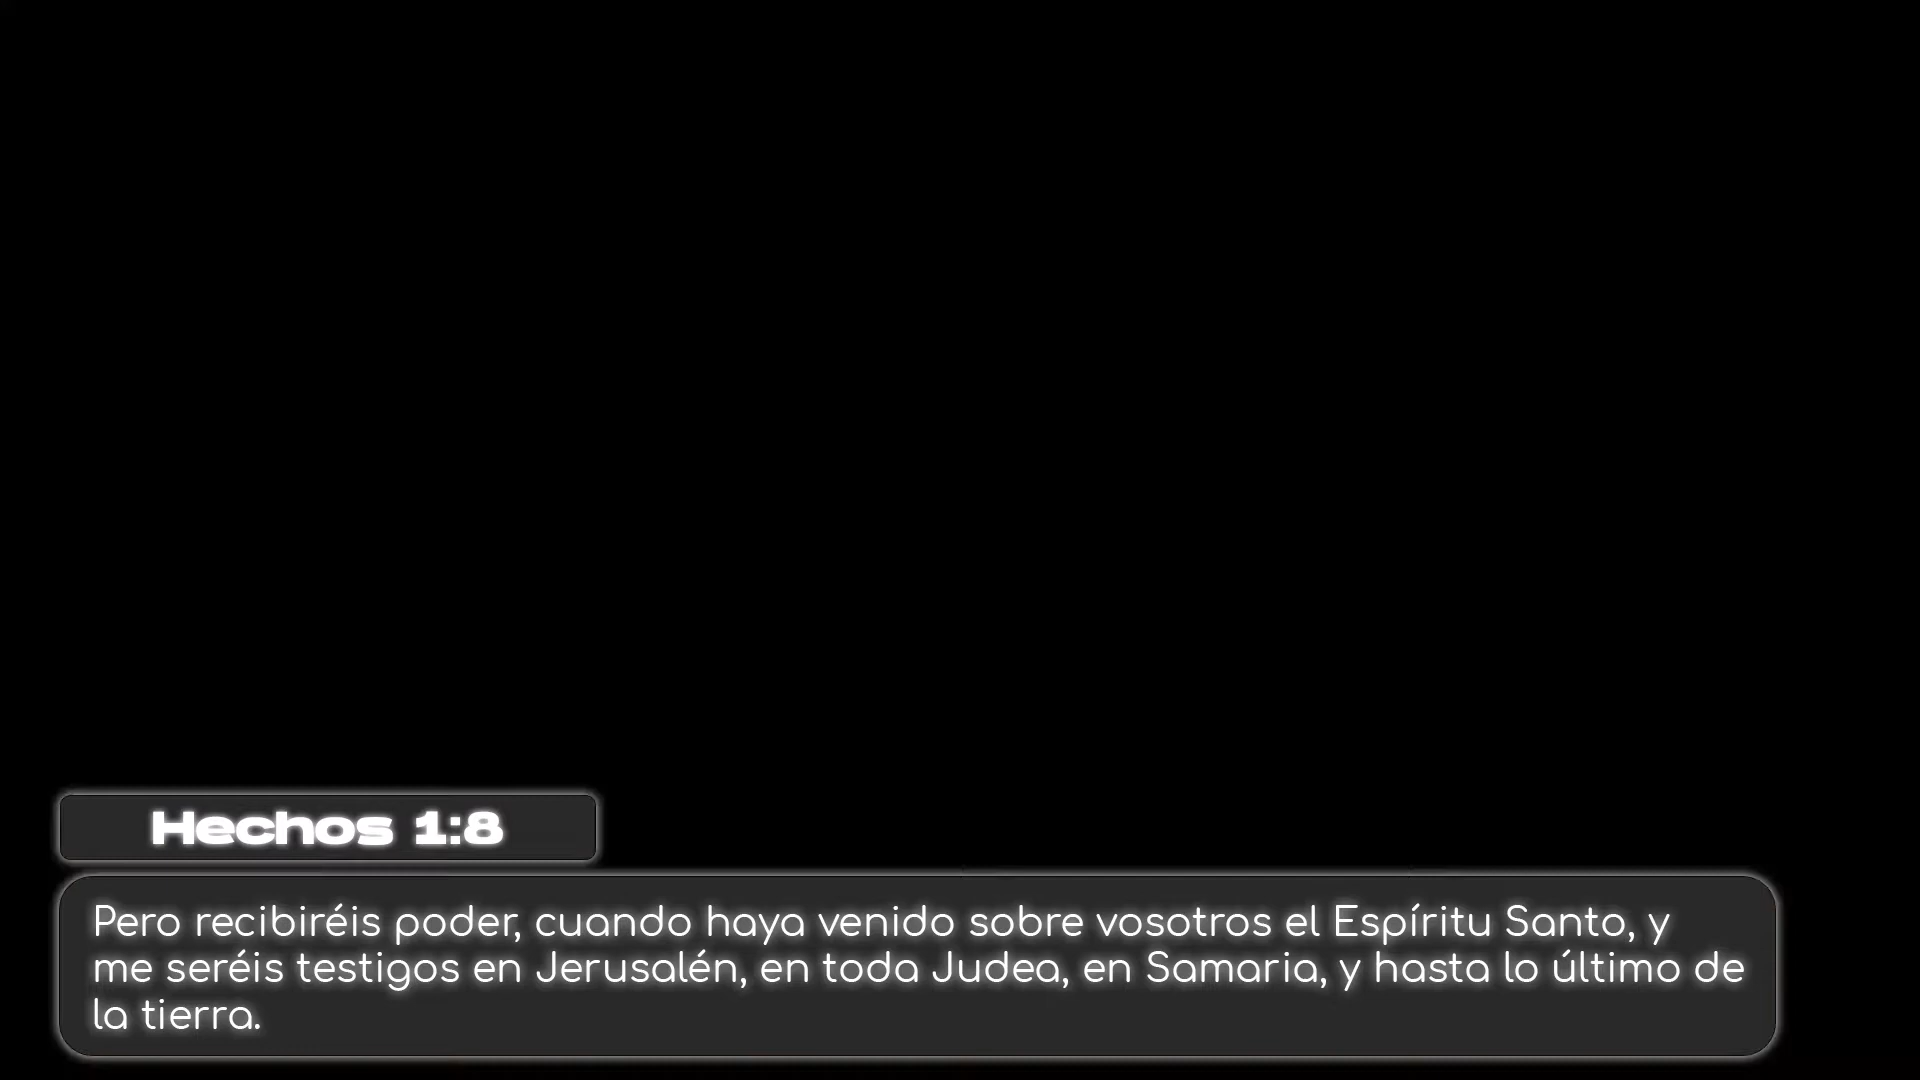 Hechos 1:8
Pero recibiréis poder, cuando haya venido sobre vosotros el Espíritu Santo, y
me seréis testigos en Jerusalén, en toda Judea, en Samaria, y hasta lo último de
la tierra.